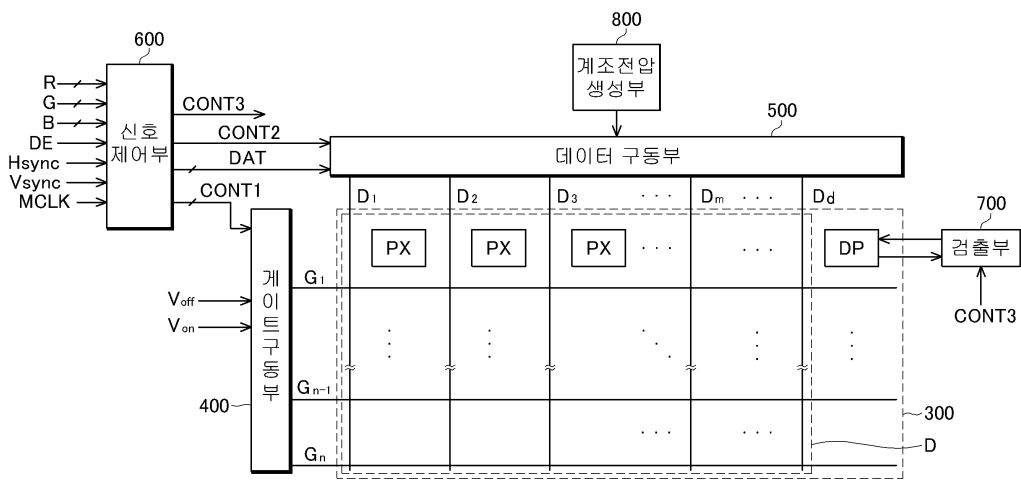 800
계조전압
생성부
600
R
G
B
DE
Hsync
Vsync
MCLK
신호
제어부
CONT3
CONT2
DAT
CONT1
500
데이터 구동부
D1 D2 D3 Dm Dd
700
PX PX PX DP
검출부
CONT3
G1
Voff
Von
게이트 구동부
400
Gn-1
300
D
Gn